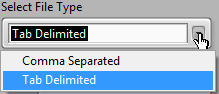 Select File Type
Tab Delimited
Comma Separated
Tab Delimited